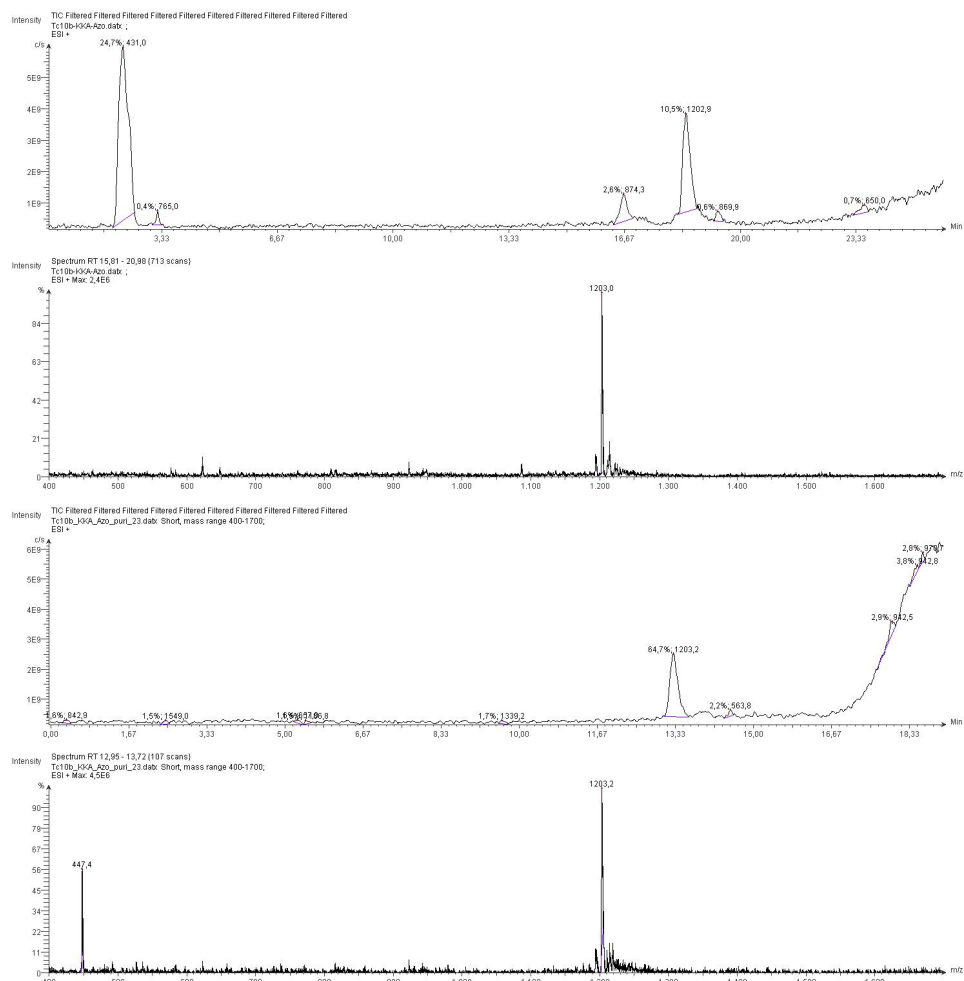 TIC Filtered Filtered Filtered Filtered Filtered Filtered Filtered Filtered Filtered
Intensity
Tc10b-KKA-Azo.datx ;
ESI +
c/s
24,7%; 431,0
5E9
4E9
3E9
2E9
1E9
10,5%; 1202,9
2,6%; 874,3
0,4%; 765,0
0,6%; 869,9
0,7%; 650,0
Min
3,33 6,67 10,00 13,33 16,67 20,00 23,33
Intensity
Spectrum RT 15,81 - 20,98 {713 scans}
Tc10b-KKA-Azo.datx ;
ESI + Max: 2,4E6
%
1203,0
84
63
42
21
0
m/z
400 500 600 700 800 900 1.000 1.100 1.200 1.300 1.400 1.500 1.600
Intensity
TIC Filtered Filtered Filtered Filtered Filtered Filtered Filtered Filtered Filtered
Tc10b_KKA_Azo_puri_23.datx Short, mass range 400-1700;
ESI +
c/s
6E9
5E9
4E9
3E9
2E9
1E9
3,8%; 842,8
2,9%; 942,5
64,7%; 1203,2
2,2%; 563,8
1,6%; 842,9
1,5%; 1549,0
1,7%; 1339,2
Min
0,00 1,67 3,33 5,00 6,67 8,33 10,00 11,67 13,33 15,00 16,67 18,33
Intensity
Spectrum RT 12,95 - 13,72 {107 scans}
Tc10b_KKA_Azo_puri_23.datx Short, mass range 400-1700;
ESI + Max: 4,5E6
%
1203,2
447,4
90
79
67
56
45
34
22
11
0
m/z